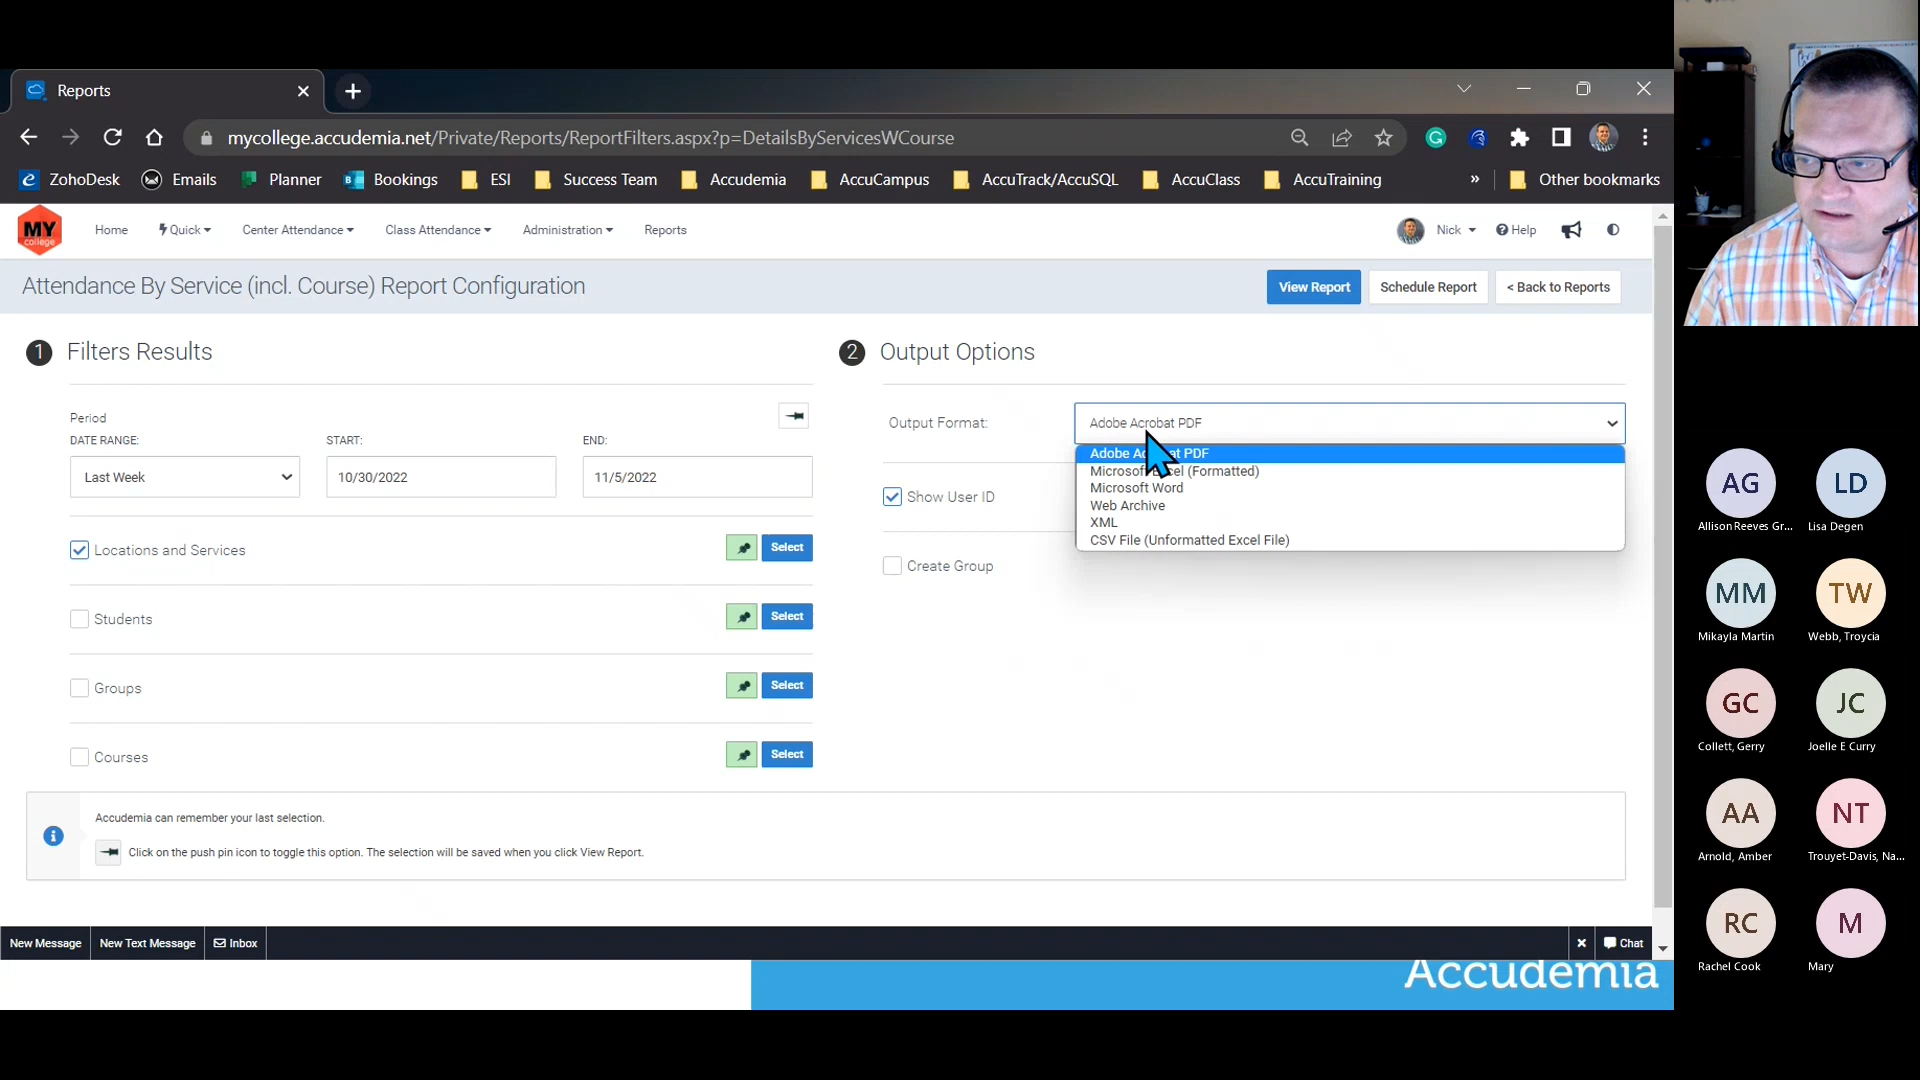 Reports
mycollege.accudemia.net/Private/Reports/ReportFilters.aspx?p=DetailsByServicesWCourse
ZohoDesk Emails Planner Bookings ESI Success Team Accudemia AccuCampus AccuTrack/AccuSQL AccuClass AccuTraining » Other bookmarks
MY
college
Home Quick Center Attendance Class Attendance Administration Reports Nick Help
Attendance By Service (incl. Course) Report Configuration View Report Schedule Report < Back to Reports
1 Filters Results
Period
DATE RANGE: START: END:
Last Week 10/30/2022 11/5/2022
Locations and Services Select
Students Select
Groups Select
Courses Select
2 Output Options
Output Format: Adobe Acrobat PDF
Adobe Acrobat PDF
Microsoft Excel (Formatted)
Microsoft Word
Web Archive
XML
CSV File (Unformatted Excel File)
Show User ID
Create Group
Accudemia can remember your last selection.
Click on the push pin icon to toggle this option. The selection will be saved when you click View Report.
New Message New Text Message Inbox Chat
Accudemia
AG LD
Allison Reeves Gr... Lisa Degen
MM TW
Mikayla Martin Webb, Troycia
GC JC
Collett, Gerry Joelle E Curry
AA NT
Arnold, Amber Trouyet-Davis, Na...
RC M
Rachel Cook Mary